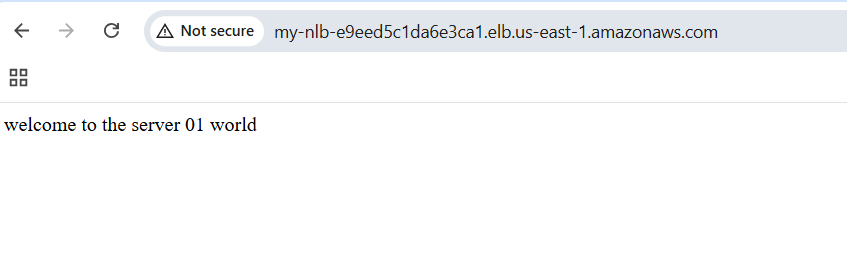 Not secure my-nlb-e9eed5c1da6e3ca1.elb.us-east-1.amazonaws.com
welcome to the server 01 world